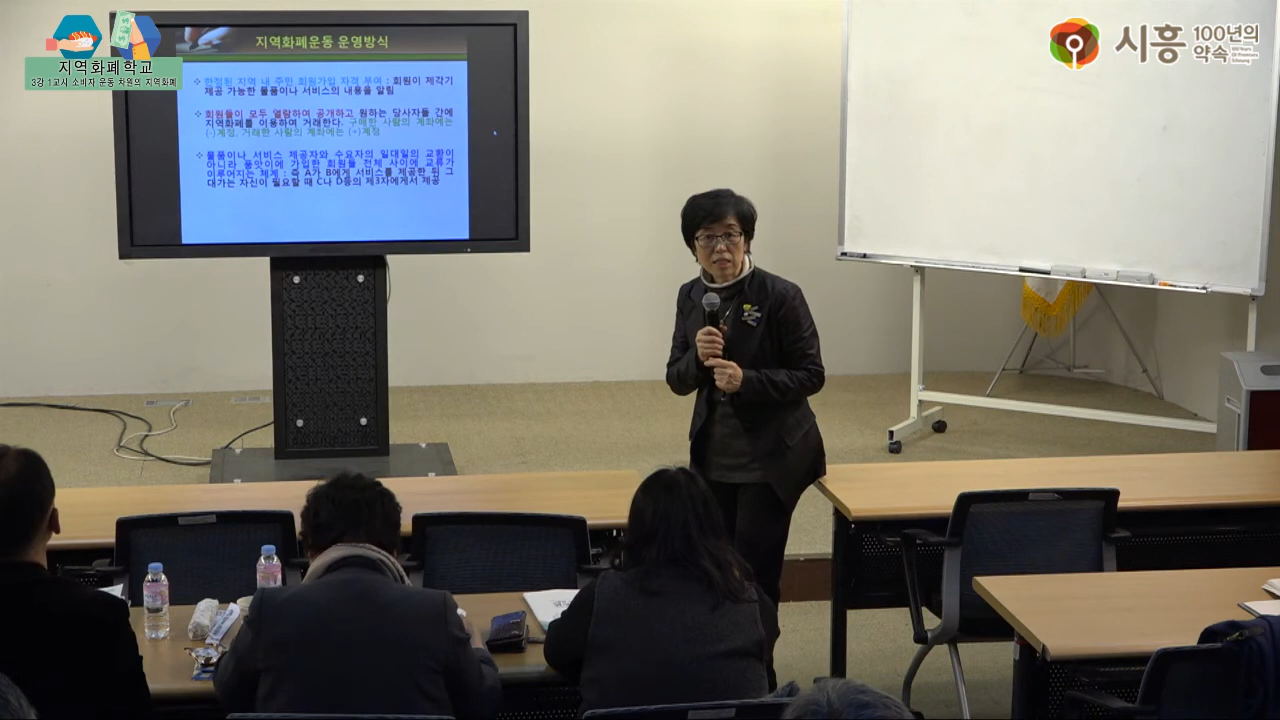 지역화폐학교
3강 1교시 소비자 운동 차원의 지역화폐
시흥 100년의
약속
지역화폐운동 운영방식
한정된 지역 내 주민 회원가입 자격 부여 : 회원이 제각기
제공 가능한 물품이나 서비스의 내용을 알림
회원들이 모두 열람하여 공개하고 원하는 당사자들 간에
지역화폐를 이용하여 거래한다. 구매한 사람의 계좌에는
(-)계정, 거래한 사람의 계좌에는 (+)계정
물품이나 서비스 제공자와 수요자의 일대일의 교환이
아니라 품앗이에 가입한 회원들 전체 사이에 교류가
이루어지는 체계 : 즉 A가 B에게 서비스를 제공한 뒤 그
대가는 자신이 필요할 때 C나 D등의 제3자에게서 제공